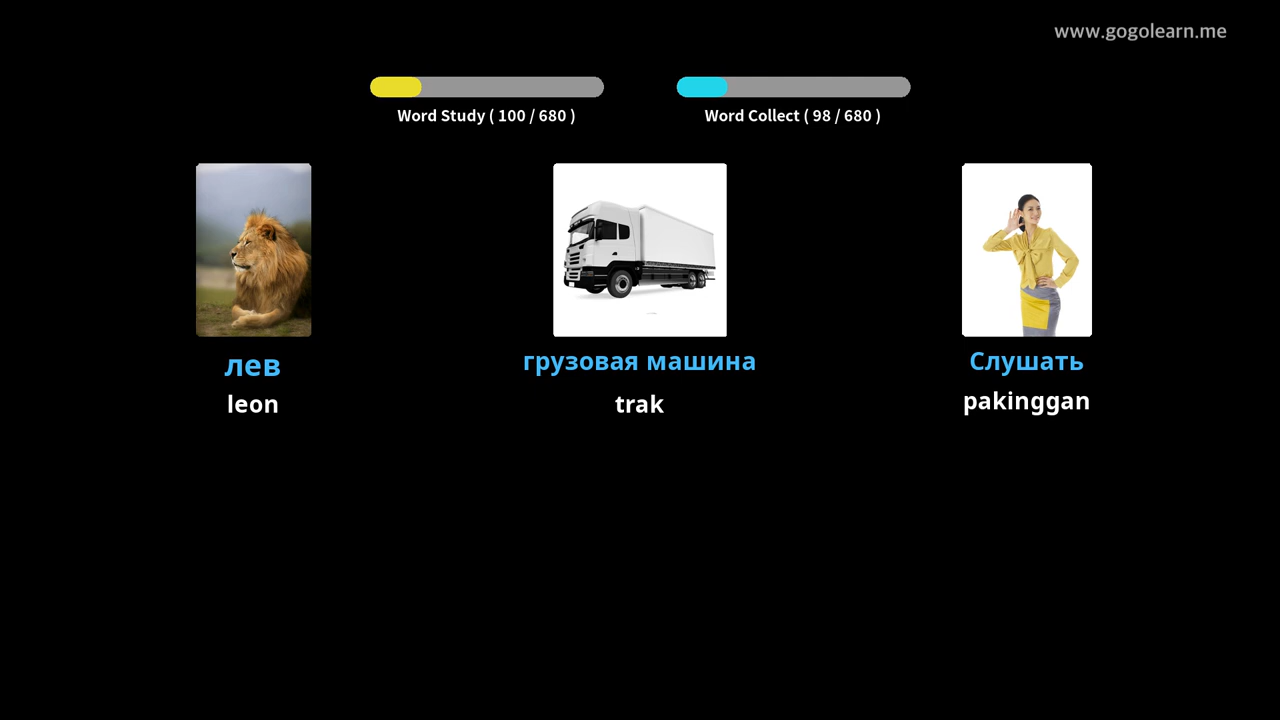 www.gogolearn.me
Word Study ( 100 / 680 )
Word Collect ( 98 / 680 )
лев
грузовая машина
Слушать
leon
trak
pakinggan